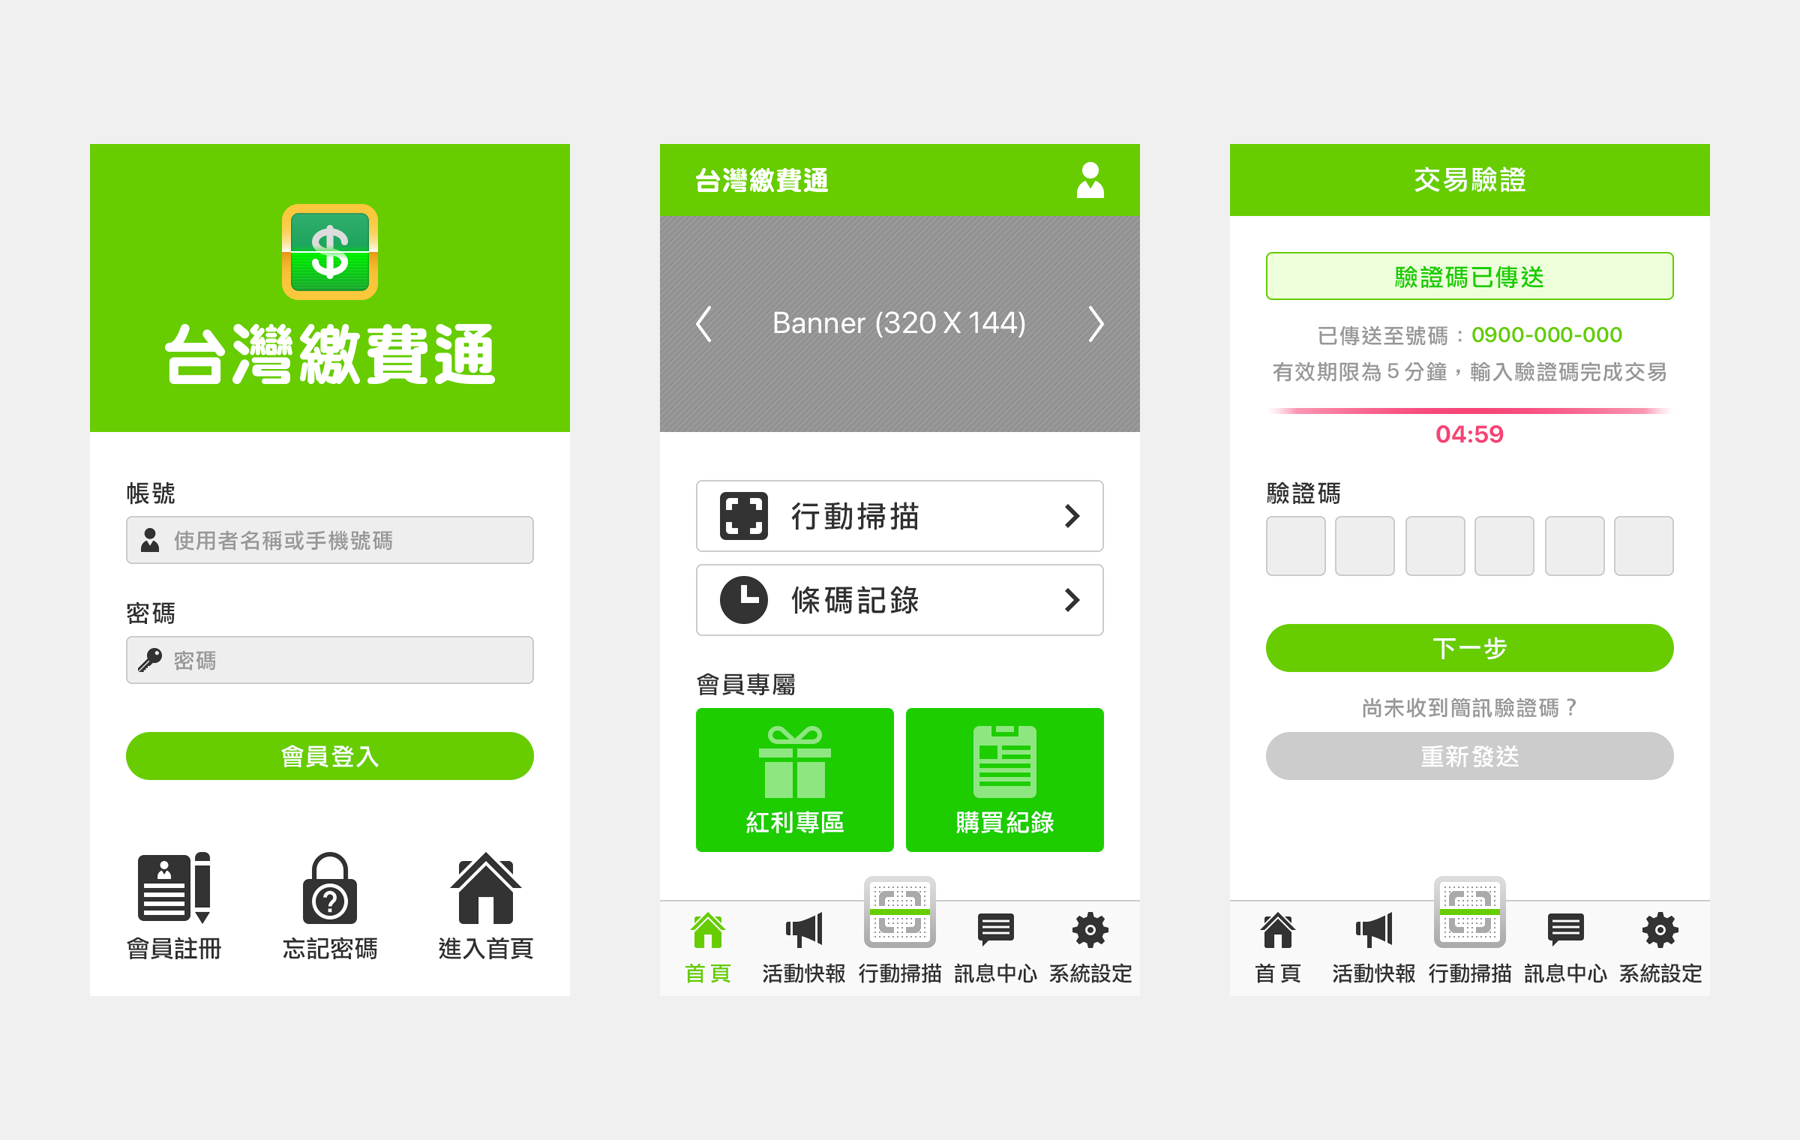 台灣繳費通
帳號
使用者名稱或手機號碼
密碼
密碼
會員登入
會員註冊
忘記密碼
進入首頁
台灣繳費通
Banner (320 X 144)
行動掃描
條碼記錄
會員專屬
紅利專區
購買紀錄
首頁
活動快報
行動掃描
訊息中心
系統設定
交易驗證
驗證碼已傳送
已傳送至號碼：0900-000-000
有效期限為 5 分鐘，輸入驗證碼完成交易
04:59
驗證碼
下一步
尚未收到簡訊驗證碼？
重新發送
首頁
活動快報
行動掃描
訊息中心
系統設定